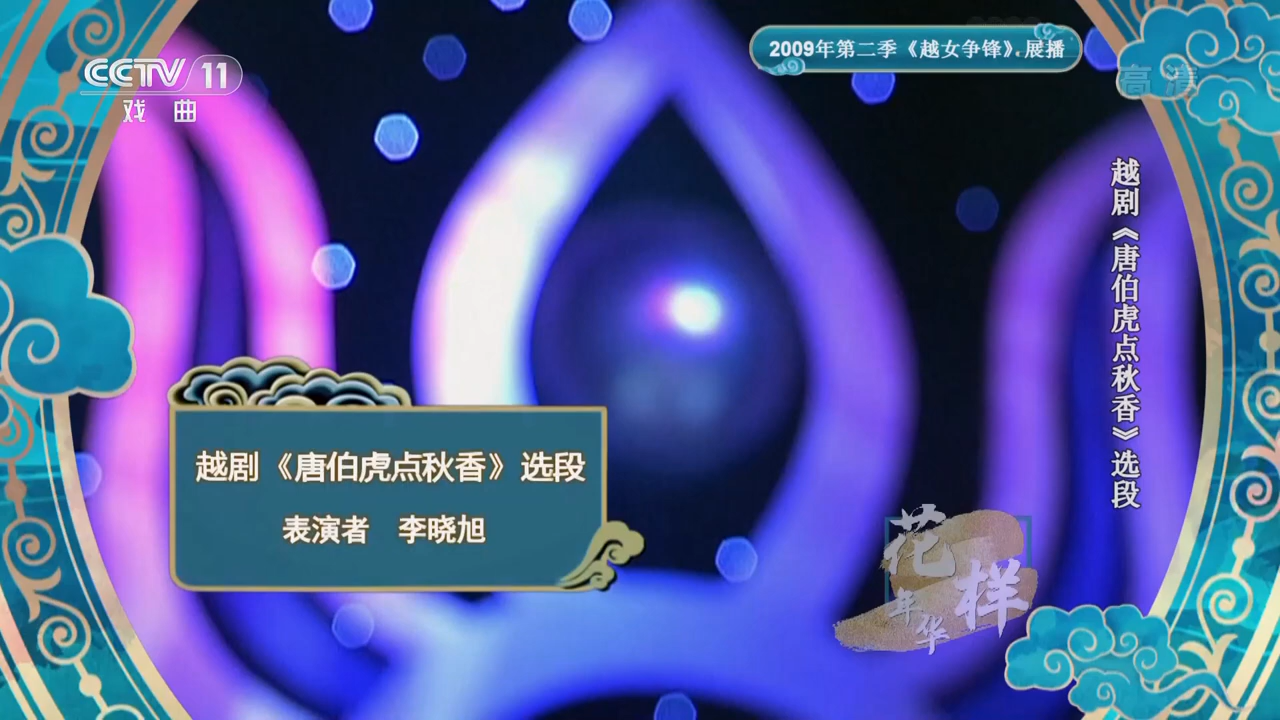 CCTV 11
戏曲
2009年第二季《越女争锋》.展播
高清
越剧《唐伯虎点秋香》选段
越剧《唐伯虎点秋香》选段
表演者 李晓旭
花样
年华